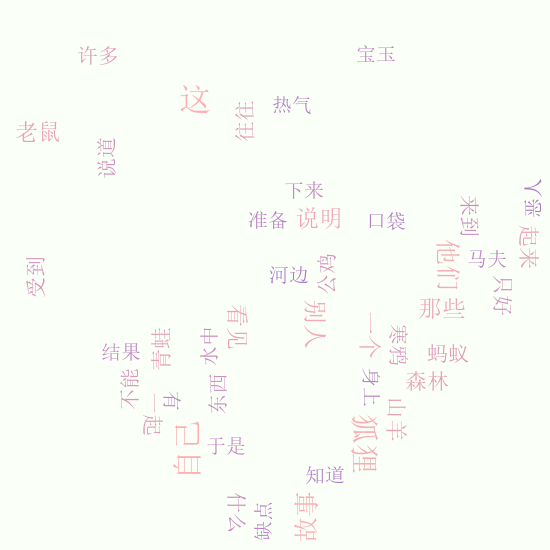 许多
宝玉
这
往往
热气
老鼠
说道
下来
恶人
准备
说明
口袋
来到
起来
他们
马夫
受到
河边
公鸡
只好
那些
别人
看见
一个
寒鸦
结果
青蛙
水中
蚂蚁
不能
有
东西
身上
森林
一起
山羊
自己
于是
狐狸
知道
什么
缺点
故事